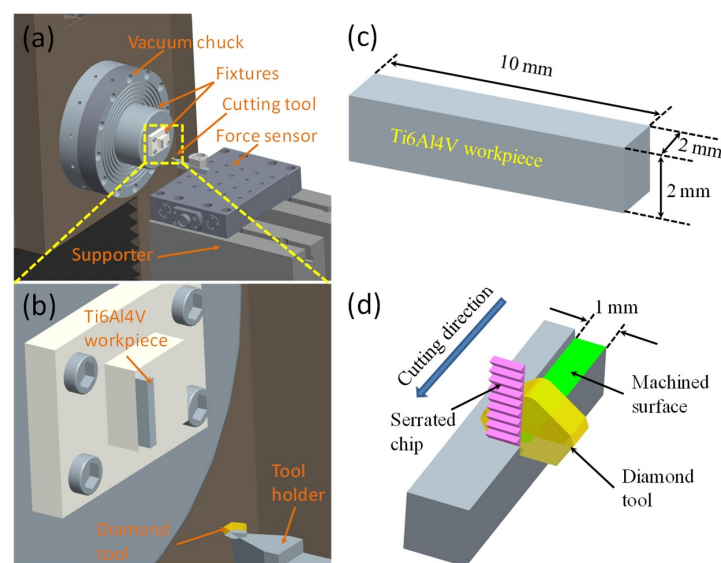 (a)
Vacuum chuck
Fixtures
Cutting tool
Force sensor
Supporter
(b)
Ti6Al4V
workpiece
Tool
holder
Diamond
tool
(c)
10 mm
Ti6Al4V workpiece
2 mm
2 mm
(d)
1 mm
Cutting direction
Serrated
chip
Machined
surface
Diamond
tool